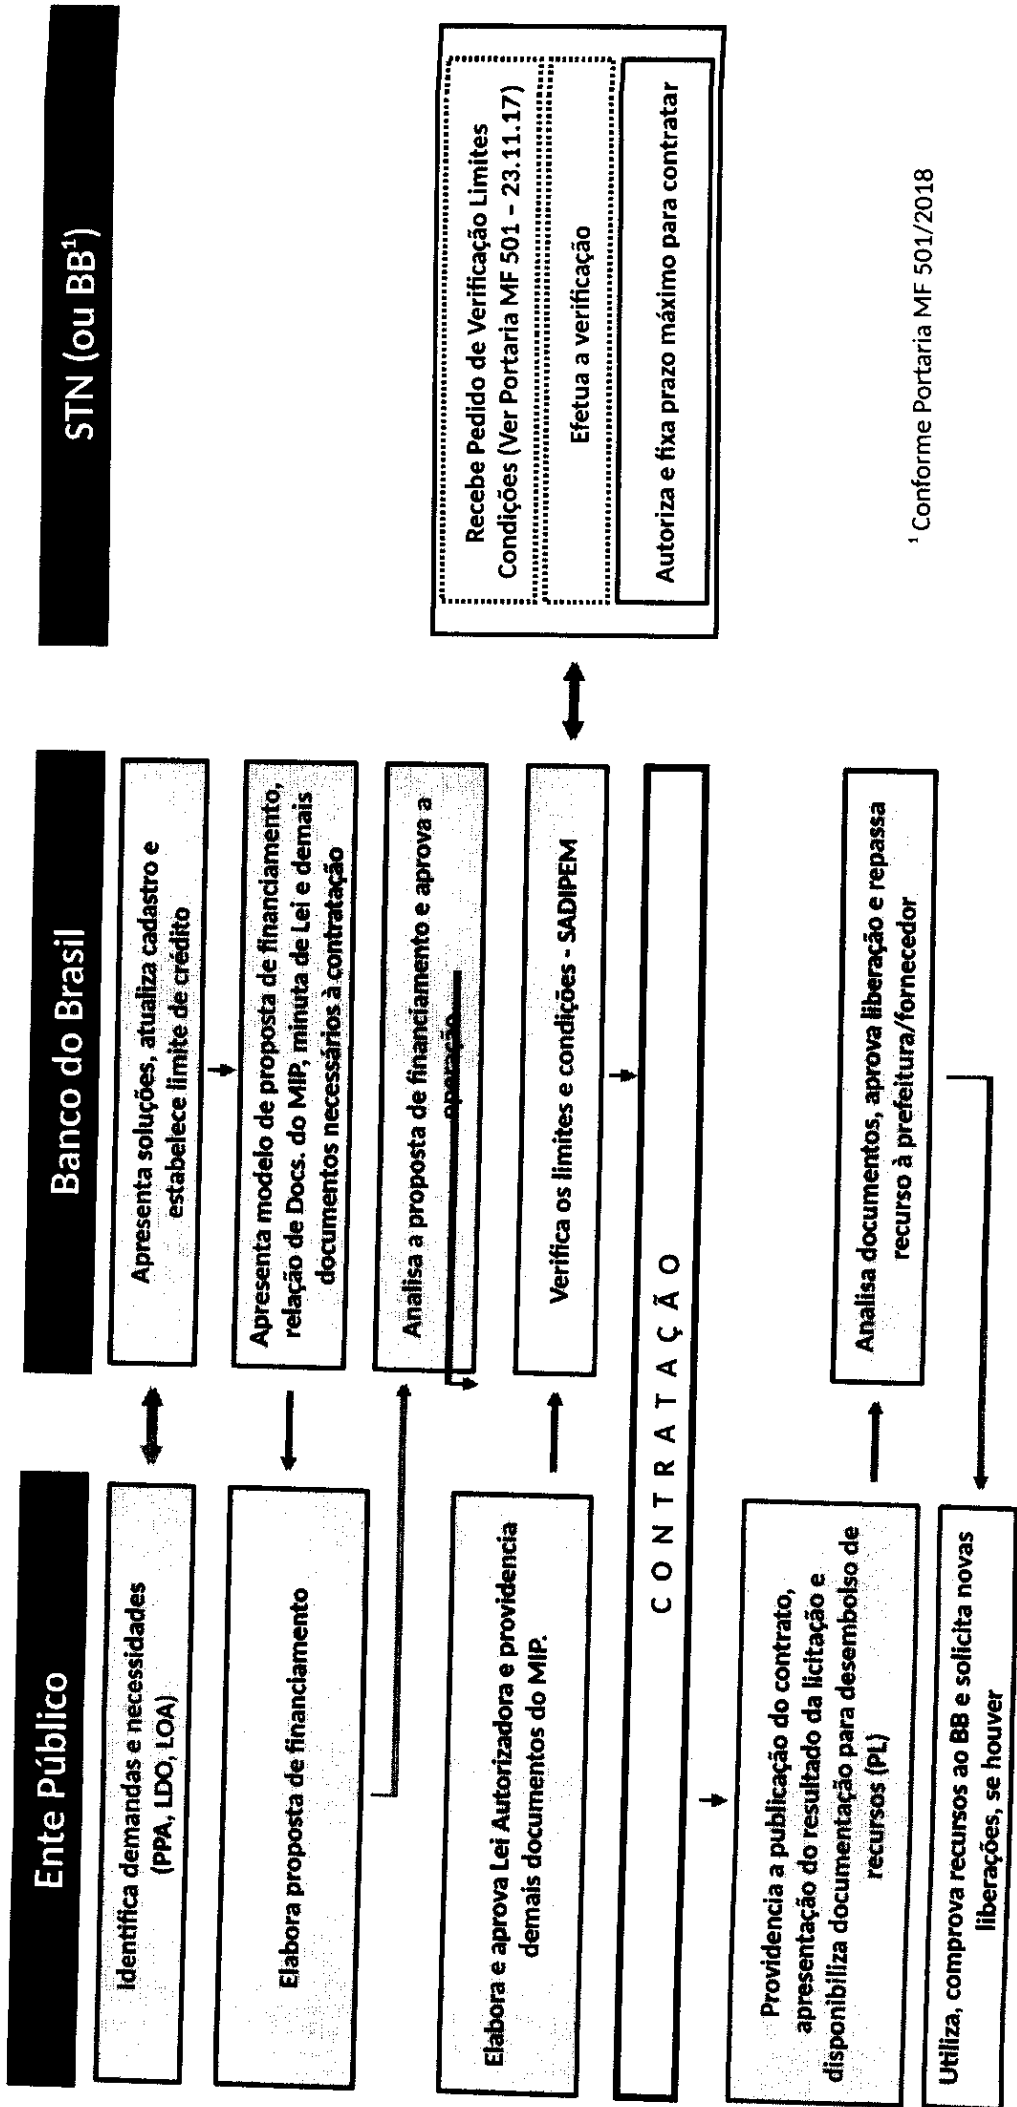 Ente Público
Identifica demandas e necessidades
(PPA, LDO, LOA)
Elabora proposta de financiamento
Elabora e aprova Lei Autorizadora e providencia
demais documentos do MIP.
Banco do Brasil
Apresenta soluções, atualiza cadastro e
estabelece limite de crédito
Apresenta modelo de proposta de financiamento,
relação de Docs. do MIP, minuta de Lei e demais
documentos necessários à contratação
Analisa a proposta de financiamento e aprova a
operação
Verifica os limites e condições - SADIPEM
STN (ou BB¹)
Recebe Pedido de Verificação Limites
Condições (Ver Portaria MF 501 – 23.11.17)
Efetua a verificação
Autoriza e fixa prazo máximo para contratar
C O N T R A T A Ç Ã O
Providencia a publicação do contrato,
apresentação do resultado da licitação e
disponibiliza documentação para desembolso de
recursos (PL)
Analisa documentos, aprova liberação e repassa
recurso à prefeitura/fornecedor
Utiliza, comprova recursos ao BB e solicita novas
liberações, se houver
¹ Conforme Portaria MF 501/2018